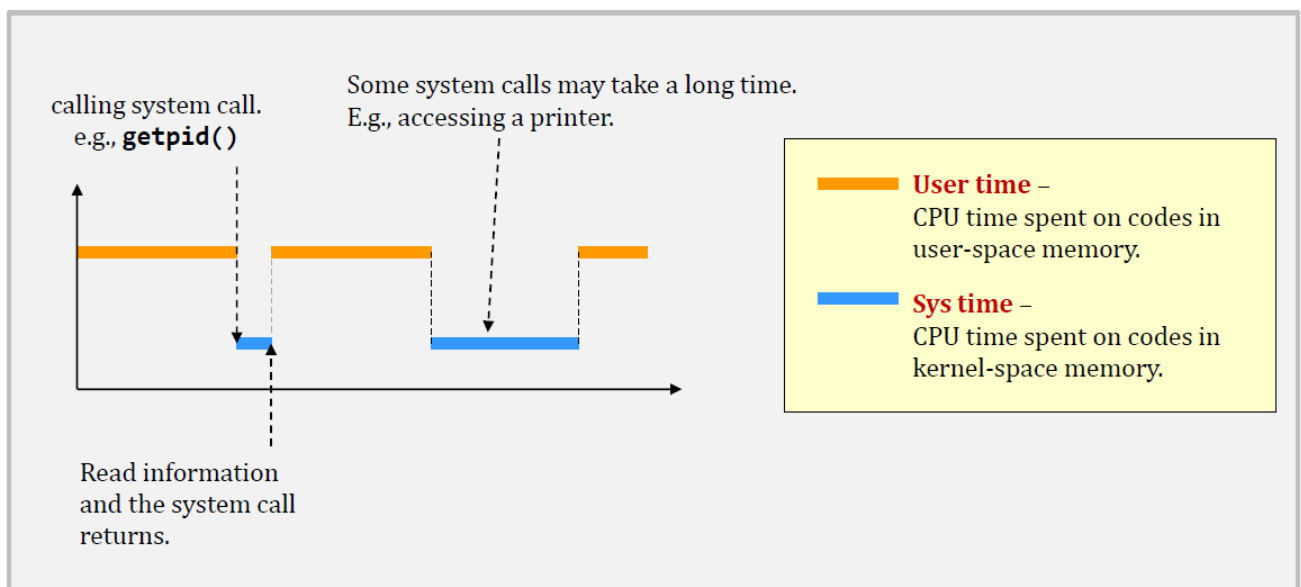 calling system call.
e.g., getpid()
Some system calls may take a long time.
E.g., accessing a printer.
User time –
CPU time spent on codes in
user-space memory.
Sys time –
CPU time spent on codes in
kernel-space memory.
Read information
and the system call
returns.